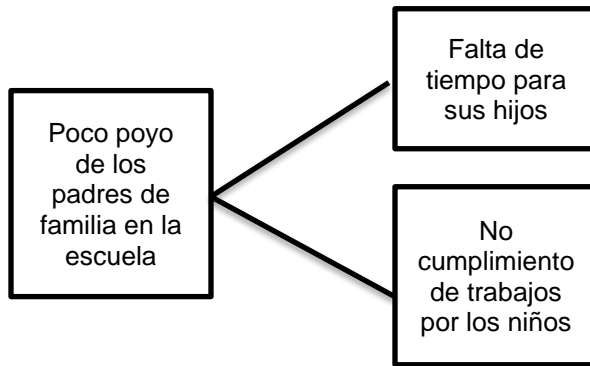 Poco poyo
de los
padres de
familia en la
escuela
Falta de
tiempo para
sus hijos
No
cumplimiento
de trabajos
por los niños